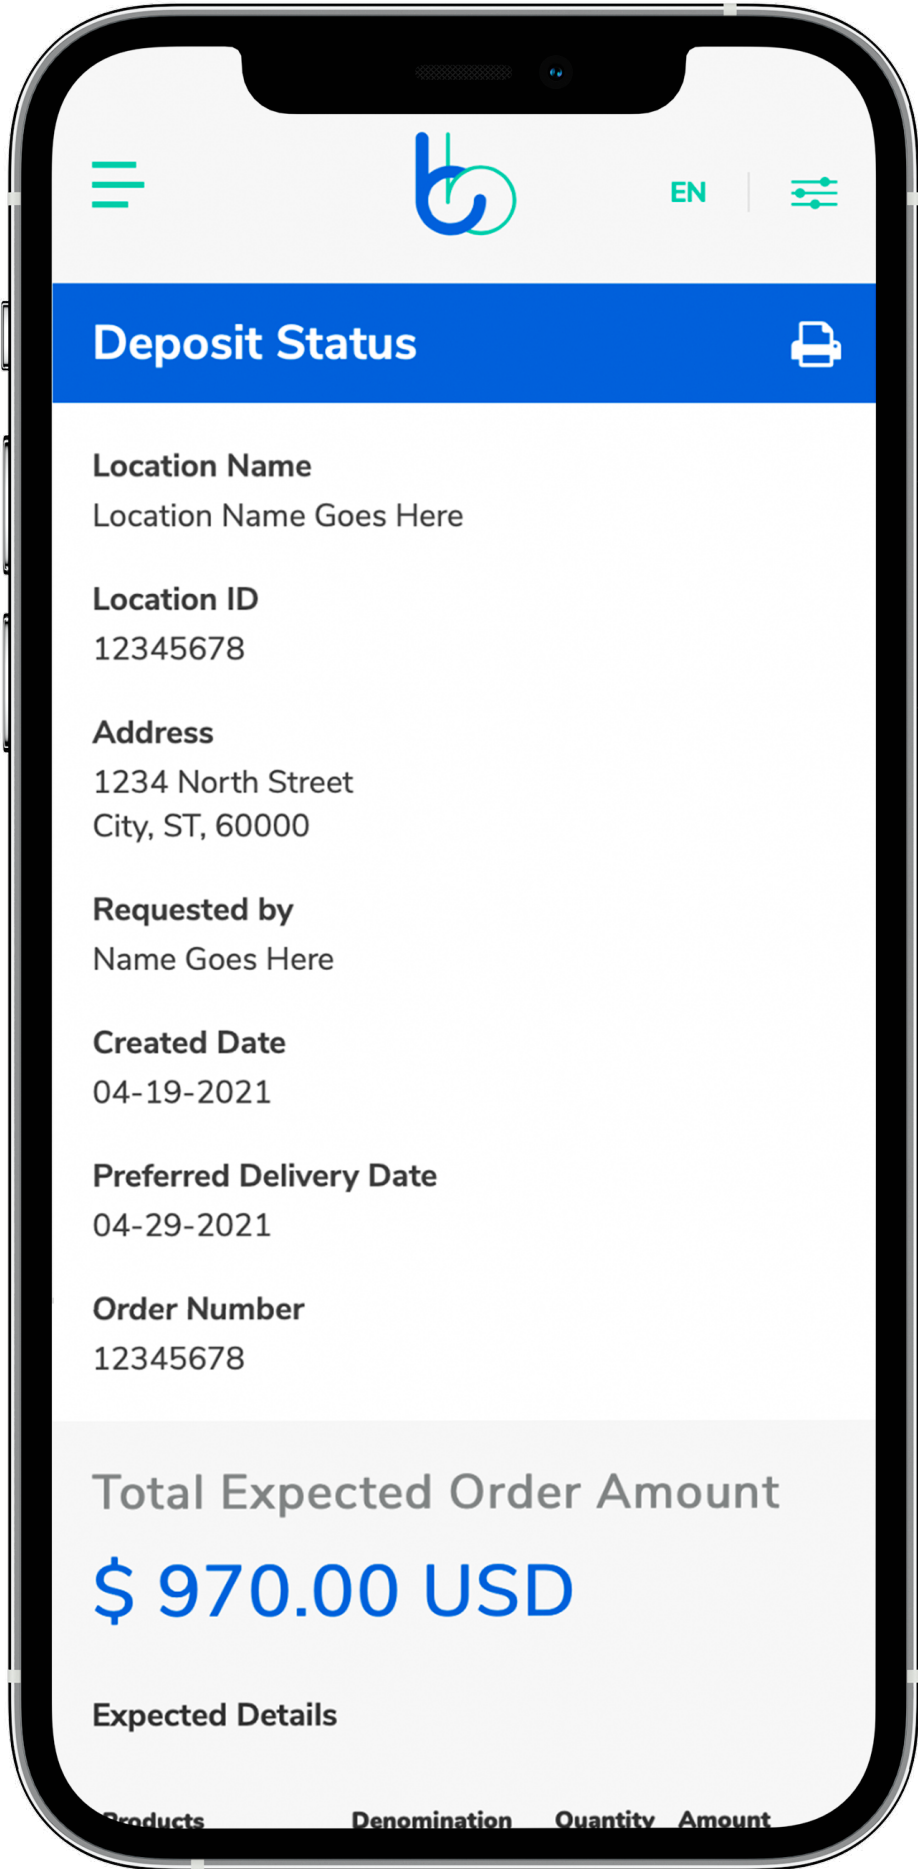 EN
Deposit Status
Location Name
Location Name Goes Here
Location ID
12345678
Address
1234 North Street
City, ST, 60000
Requested by
Name Goes Here
Created Date
04-19-2021
Preferred Delivery Date
04-29-2021
Order Number
12345678
Total Expected Order Amount
$ 970.00 USD
Expected Details
Products Denomination Quantity Amount